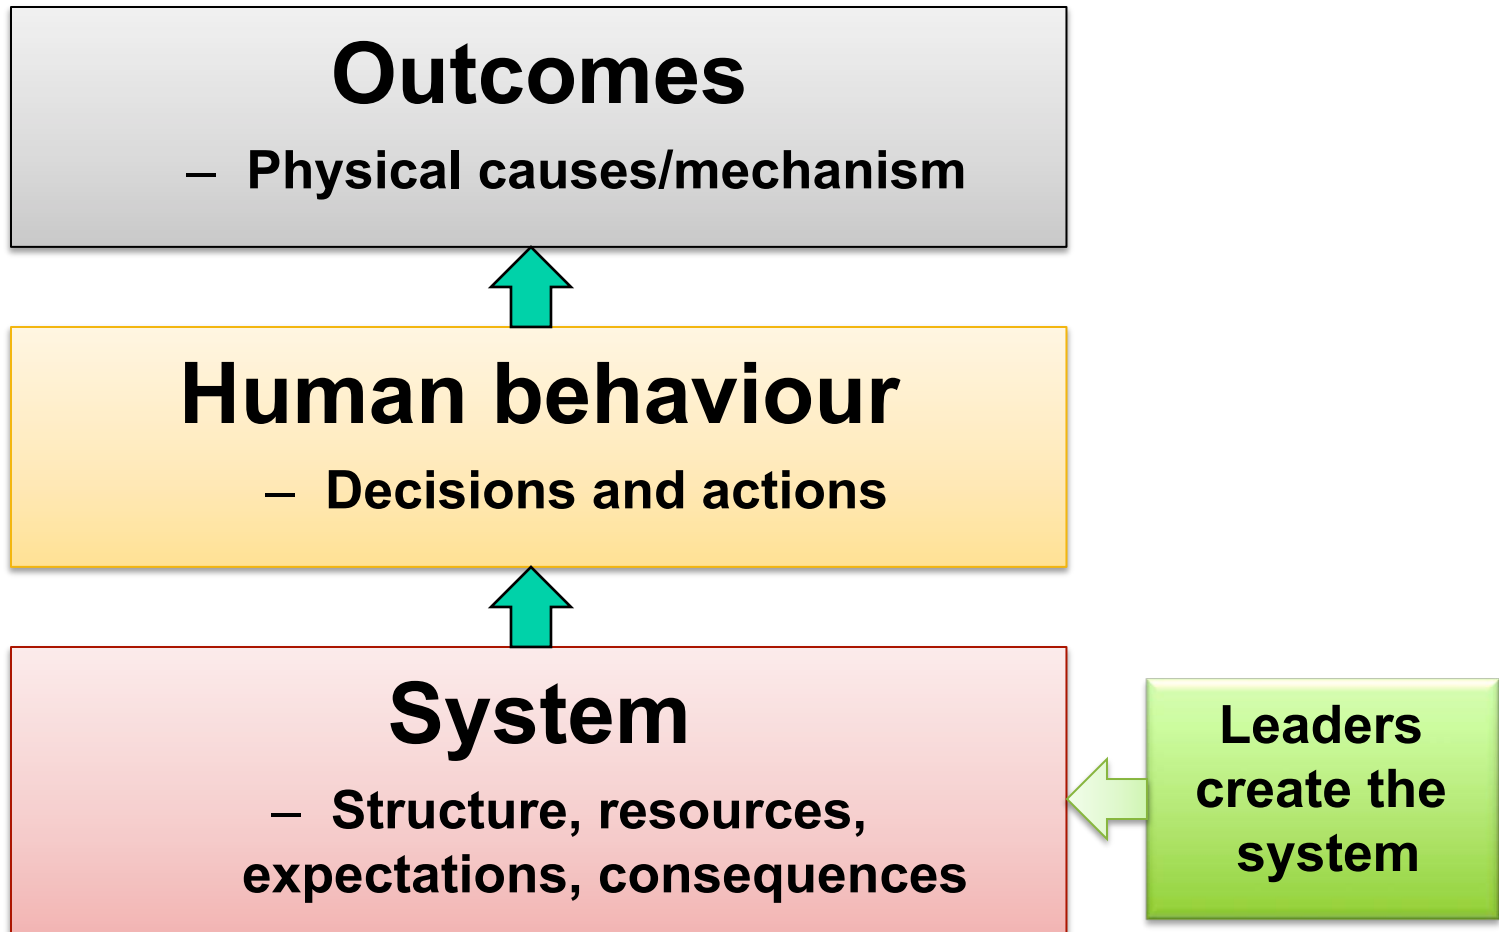 Outcomes
– Physical causes/mechanism
Human behaviour
– Decisions and actions
System
– Structure, resources,
expectations, consequences
Leaders
create the
system